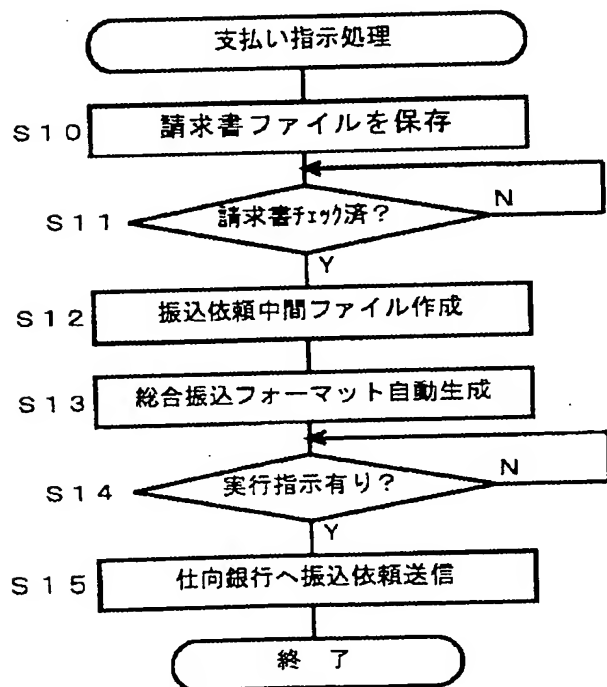 支払い指示処理
S10 請求書ファイルを保存
S11 請求書ﾁｪｯｸ済? N
Y
S12 振込依頼中間ファイル作成
S13 総合振込フォーマット自動生成
S14 実行指示有り? N
Y
S15 仕向銀行へ振込依頼送信
終了